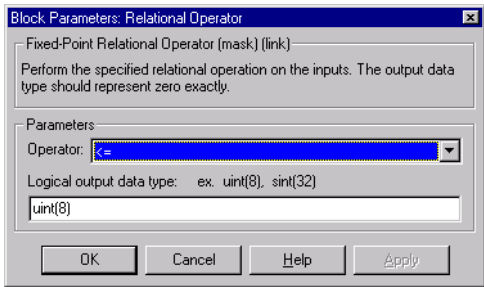 Block Parameters: Relational Operator
Fixed-Point Relational Operator (mask) (link)
Perform the specified relational operation on the inputs. The output data
type should represent zero exactly.
Parameters
Operator: <=
Logical output data type: ex. uint(8), sint(32)
uint(8)
OK Cancel Help Apply